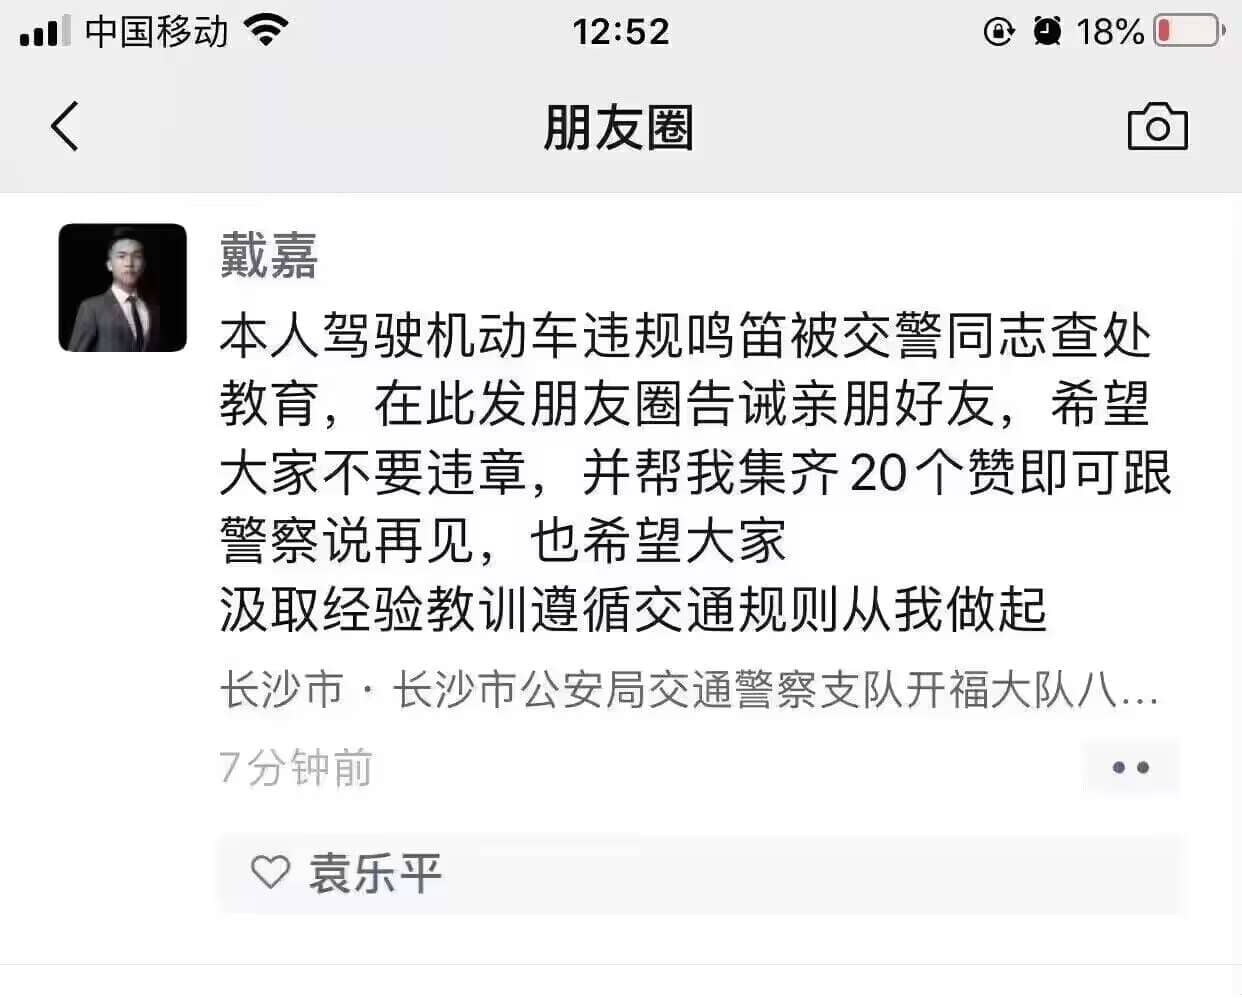 中国移动
12:52
18%
朋友圈
戴嘉
本人驾驶机动车违规鸣笛被交警同志查处
教育，在此发朋友圈告诫亲朋好友，希望
大家不要违章，并帮我集齐20个赞即可跟
警察说再见，也希望大家
汲取经验教训遵循交通规则从我做起
长沙市·长沙市公安局交通警察支队开福大队八...
7分钟前
袁乐平